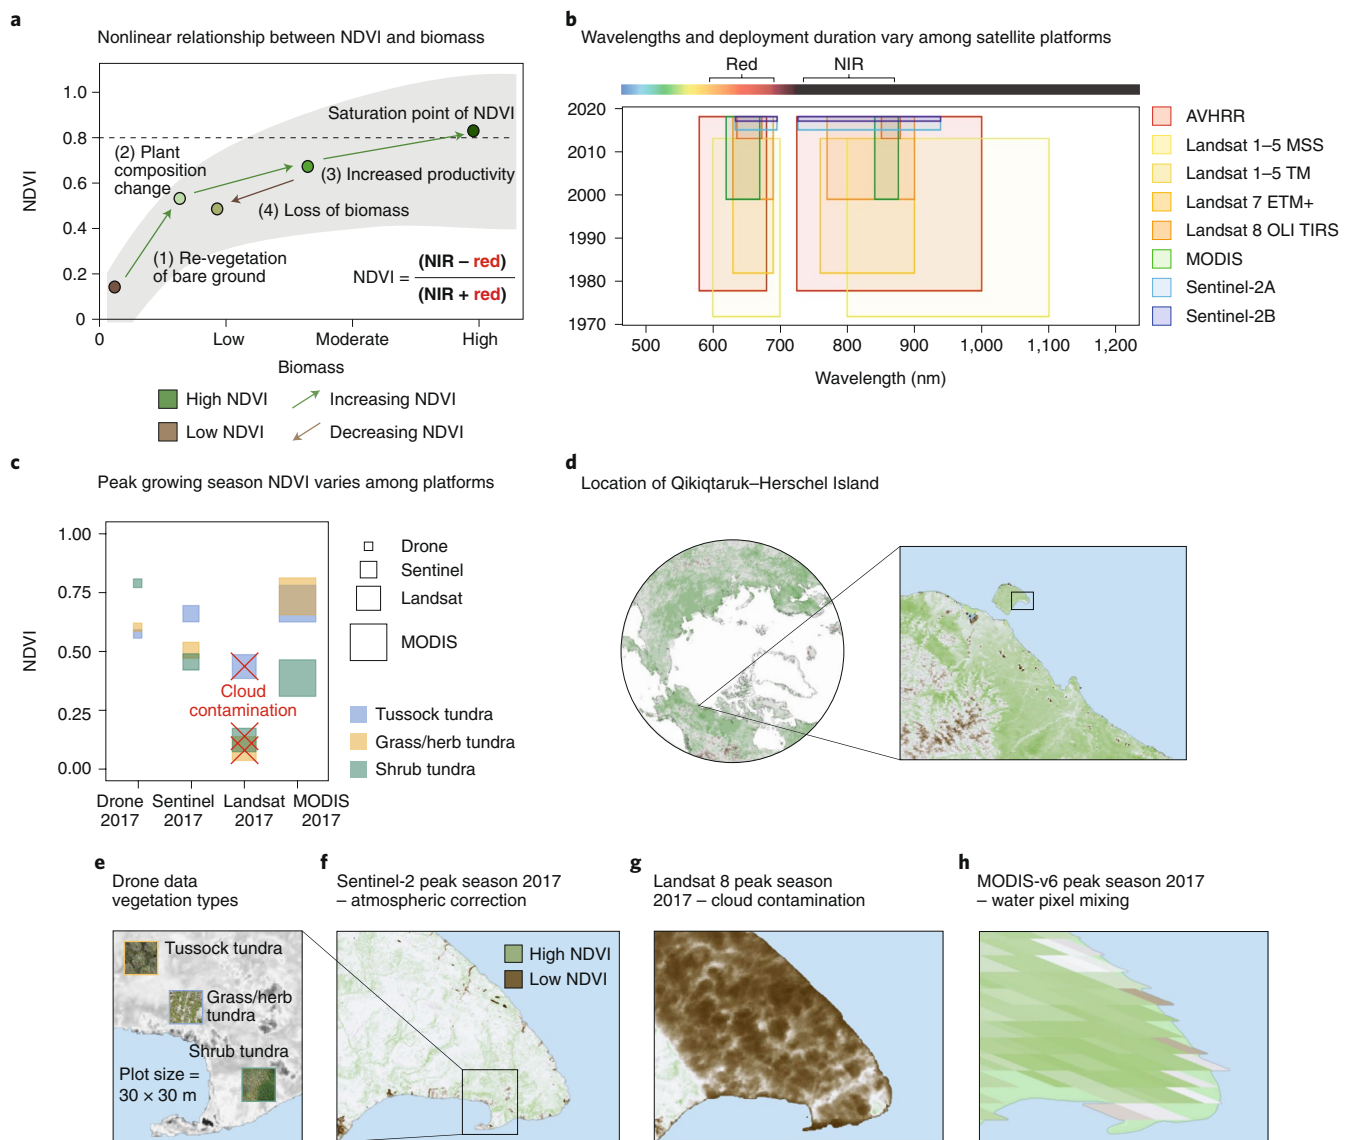 a
Nonlinear relationship between NDVI and biomass
1.0
0.8
0.6
0.4
0.2
0
NDVI
Saturation point of NDVI
(2) Plant
composition
change
(3) Increased productivity
(4) Loss of biomass
(1) Re-vegetation
of bare ground
NDVI = (NIR – red)
(NIR + red)
0
Low
Moderate
High
Biomass
High NDVI
Increasing NDVI
Low NDVI
Decreasing NDVI
b
Wavelengths and deployment duration vary among satellite platforms
Red
NIR
2020
2010
2000
1990
1980
1970
500
600
700
800
900
1,000
1,100
1,200
Wavelength (nm)
AVHRR
Landsat 1–5 MSS
Landsat 1–5 TM
Landsat 7 ETM+
Landsat 8 OLI TIRS
MODIS
Sentinel-2A
Sentinel-2B
c
Peak growing season NDVI varies among platforms
1.00
0.75
0.50
0.25
0.00
NDVI
Cloud
contamination
Drone
2017
Sentinel
2017
Landsat
2017
MODIS
2017
Drone
Sentinel
Landsat
MODIS
Tussock tundra
Grass/herb tundra
Shrub tundra
d
Location of Qikiqtaruk–Herschel Island
e
Drone data
vegetation types
Tussock tundra
Grass/herb
tundra
Shrub tundra
Plot size =
30 × 30 m
f
Sentinel-2 peak season 2017
– atmospheric correction
High NDVI
Low NDVI
g
Landsat 8 peak season
2017 – cloud contamination
h
MODIS-v6 peak season 2017
– water pixel mixing